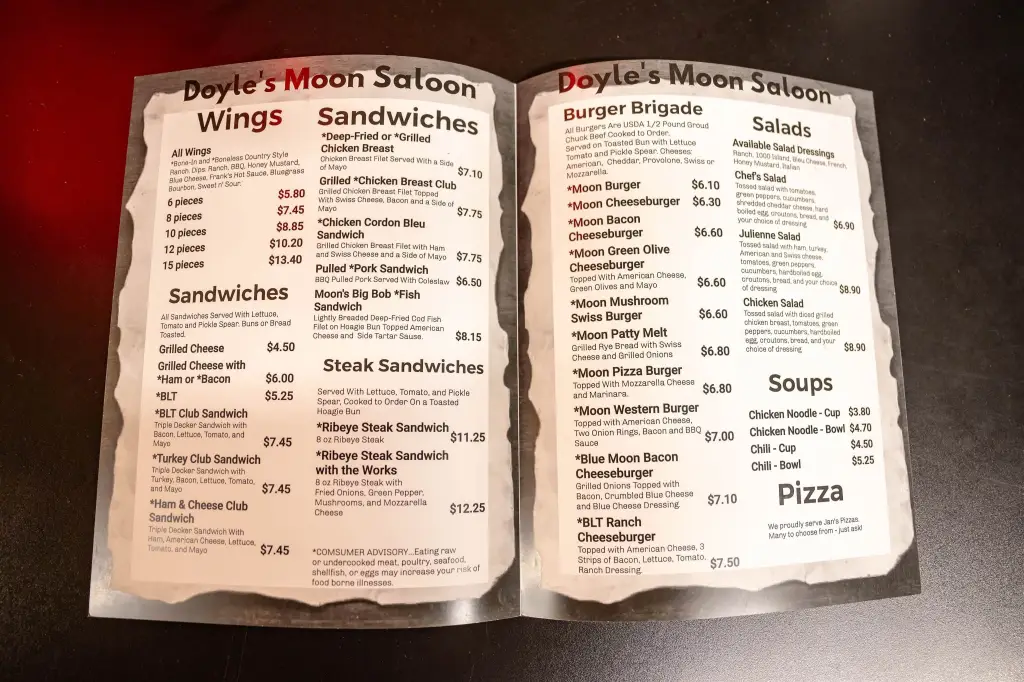 Doyle's Moon Saloon
Wings
All Wings
*Bone-In and *Boneless Country Style
Ranch. Dips: Ranch, BBQ, Honey Mustard,
Blue Cheese, Frank's Hot Sauce, Bluegrass
Bourbon, Sweet n' Sour.
6 pieces $5.80
8 pieces $7.45
10 pieces $8.85
12 pieces $10.20
15 pieces $13.40
Sandwiches
All Sandwiches Served With Lettuce,
Tomato and Pickle Spear. Buns or Bread
Toasted.
Grilled Cheese $4.50
Grilled Cheese with
*Ham or *Bacon $6.00
*BLT $5.25
*BLT Club Sandwich
Triple Decker Sandwich with
Bacon, Lettuce, Tomato, and
Mayo $7.45
*Turkey Club Sandwich
Triple Decker Sandwich with
Turkey, Bacon, Lettuce, Tomato,
and Mayo $7.45
*Ham & Cheese Club
Sandwich
Triple Decker Sandwich With
Ham, American Cheese, Lettuce,
Tomato, and Mayo $7.45
Sandwiches
*Deep-Fried or *Grilled
Chicken Breast
Chicken Breast Filet Served With a Side
of Mayo $7.10
Grilled *Chicken Breast Club
Grilled Chicken Breast Filet Topped
With Swiss Cheese, Bacon and a Side of
Mayo $7.75
*Chicken Cordon Bleu
Sandwich
Grilled Chicken Breast Filet with Ham
and Swiss Cheese and a Side of Mayo $7.75
Pulled *Pork Sandwich
BBQ Pulled Pork Served With Coleslaw $6.50
Moon's Big Bob *Fish
Sandwich
Lightly Breaded Deep-Fried Cod Fish
Filet on Hoagie Bun Topped American
Cheese and Side Tartar Sause. $8.15
Steak Sandwiches
Served With Lettuce, Tomato, and Pickle
Spear, Cooked to Order On a Toasted
Hoagie Bun
*Ribeye Steak Sandwich
8 oz Ribeye Steak $11.25
*Ribeye Steak Sandwich
with the Works
8 oz Ribeye Steak with
Fried Onions, Green Pepper,
Mushrooms, and Mozzarella
Cheese $12.25
*COMSUMER ADVISORY...Eating raw
or undercooked meat, poultry, seafood,
shellfish, or eggs may increase your risk of
food borne illnesses.
Doyle's Moon Saloon
Burger Brigade
All Burgers Are USDA 1/2 Pound Groud
Chuck Beef Cooked to Order.
Served on Toasted Bun with Lettuce
Tomato and Pickle Spear. Cheeses:
American, Cheddar, Provolone, Swiss or
Mozzarella.
*Moon Burger $6.10
*Moon Cheeseburger $6.30
*Moon Bacon
Cheeseburger $6.60
*Moon Green Olive
Cheeseburger
Topped With American Cheese,
Green Olives and Mayo $6.60
*Moon Mushroom
Swiss Burger $6.60
*Moon Patty Melt
Grilled Rye Bread with Swiss
Cheese and Grilled Onions $6.80
*Moon Pizza Burger
Topped With Mozzarella Cheese
and Marinara. $6.80
*Moon Western Burger
Topped with American Cheese,
Two Onion Rings, Bacon and BBQ
Sauce $7.00
*Blue Moon Bacon
Cheeseburger
Grilled Onions Topped with
Bacon, Crumbled Blue Cheese
and Blue Cheese Dressing $7.10
*BLT Ranch
Cheeseburger
Topped with American Cheese, 3
Strips of Bacon, Lettuce, Tomato,
Ranch Dressing $7.50
Salads
Available Salad Dressings
Ranch, 1000 Island, Bleu Cheese, French,
Honey Mustard, Italian
Chef's Salad
Tossed salad with tomatoes,
green peppers, cucumbers,
shredded cheddar cheese, hard
boiled egg, croutons, bread, and
your choice of dressing $6.90
Julienne Salad
Tossed salad with ham, turkey,
American and Swiss cheese,
tomatoes, green peppers,
cucumbers, hardboiled egg,
croutons, bread, and your choice
of dressing $8.90
Chicken Salad
Tossed salad with diced grilled
chicken breast, tomatoes, green
peppers, cucumbers, hardboiled
egg, croutons, bread, and your
choice of dressing $8.90
Soups
Chicken Noodle - Cup $3.80
Chicken Noodle - Bowl $4.70
Chili - Cup $4.50
Chili - Bowl $5.25
Pizza
We proudly serve Jan's Pizzas.
Many to choose from - just ask!